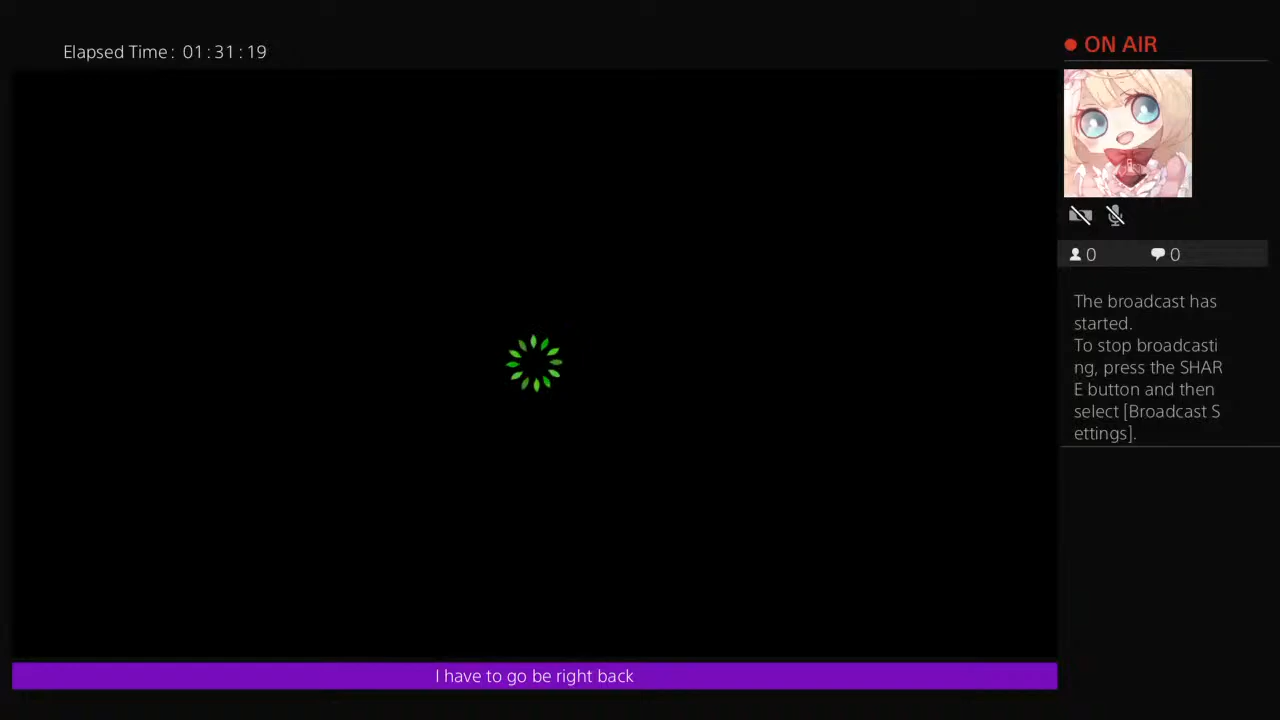 Elapsed Time: 01:31:19
ON AIR
0 0
The broadcast has
started.
To stop broadcasti
ng, press the SHAR
E button and then
select [Broadcast S
ettings].
I have to go be right back